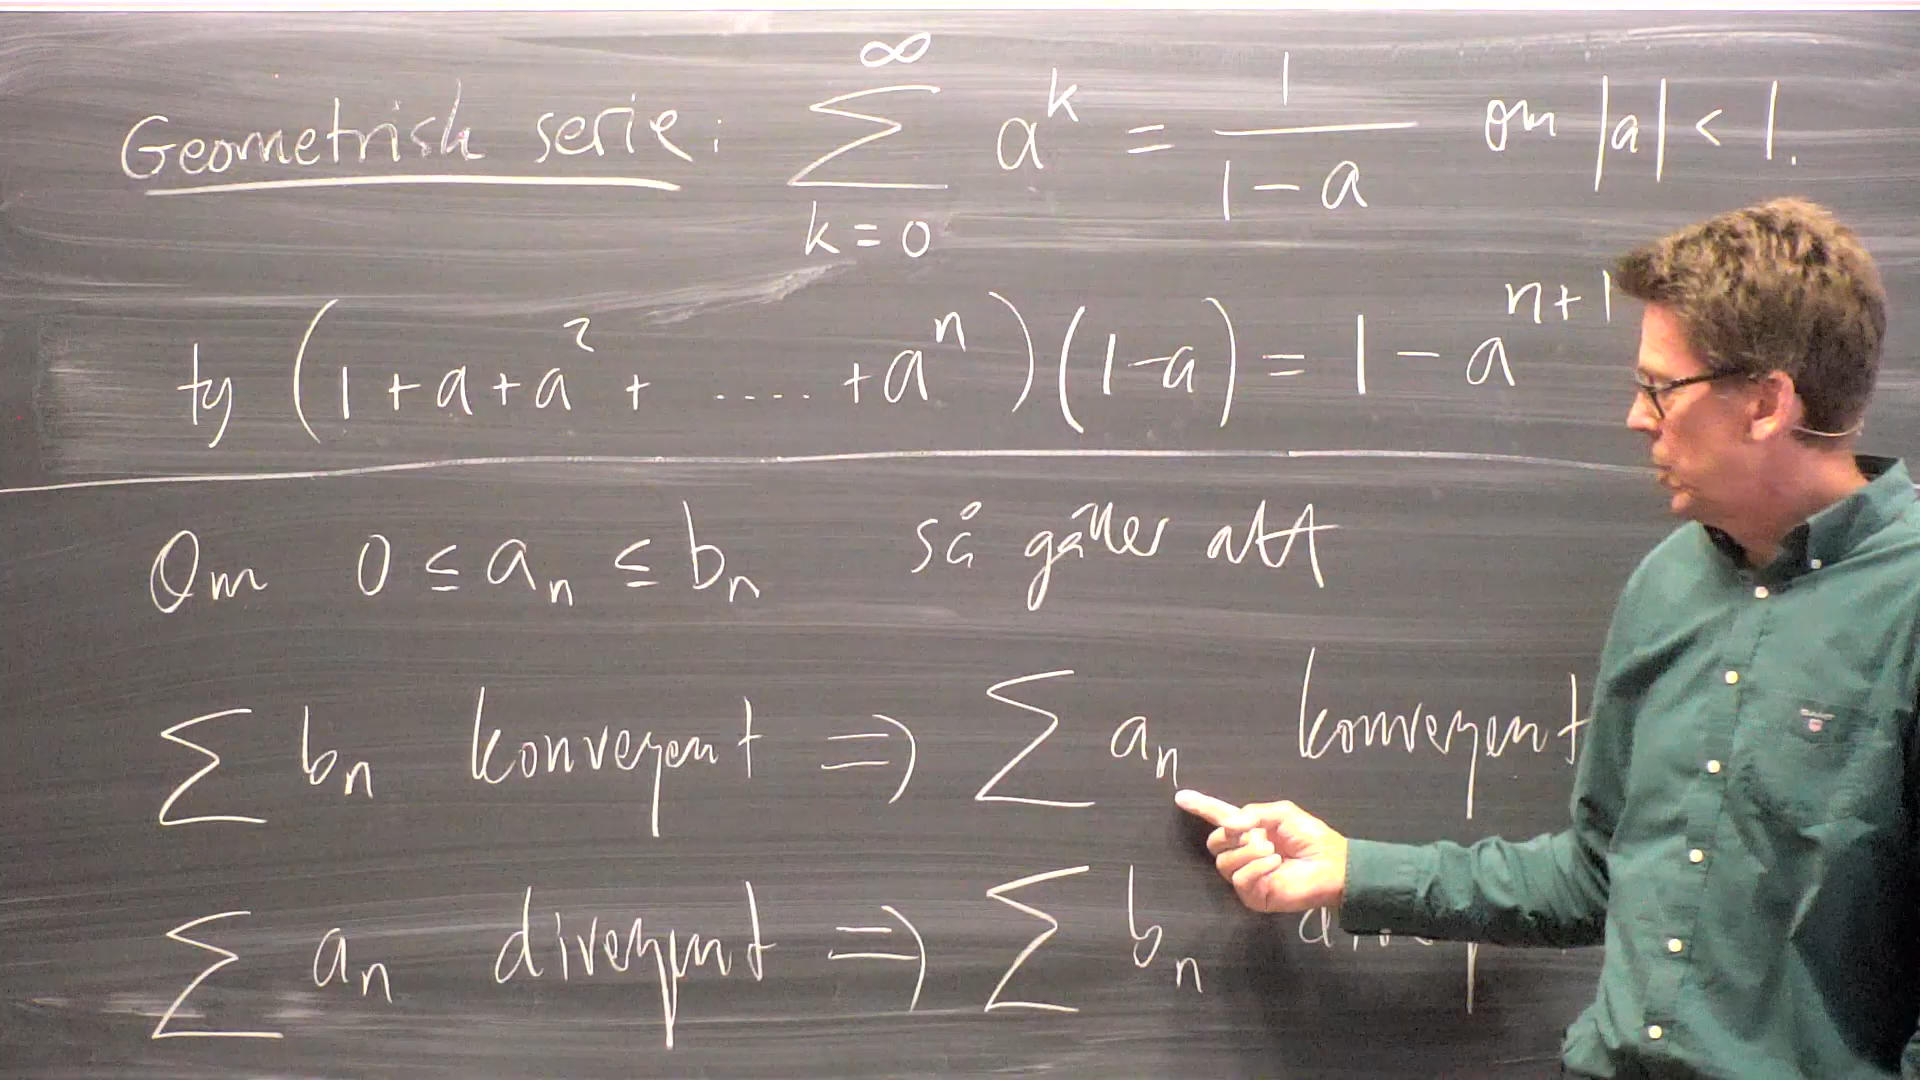 Geometrisk serie: ∞ ∑ k=0 a^k = 1/(1-a) om |a| < 1.
ty (1 + a + a² + ..... + a^n)(1-a) = 1 - a^(n+1)
Om 0 ≤ a_n ≤ b_n så gäller att
∑ b_n konvergent ⇒ ∑ a_n konvergent
∑ a_n divergent ⇒ ∑ b_n